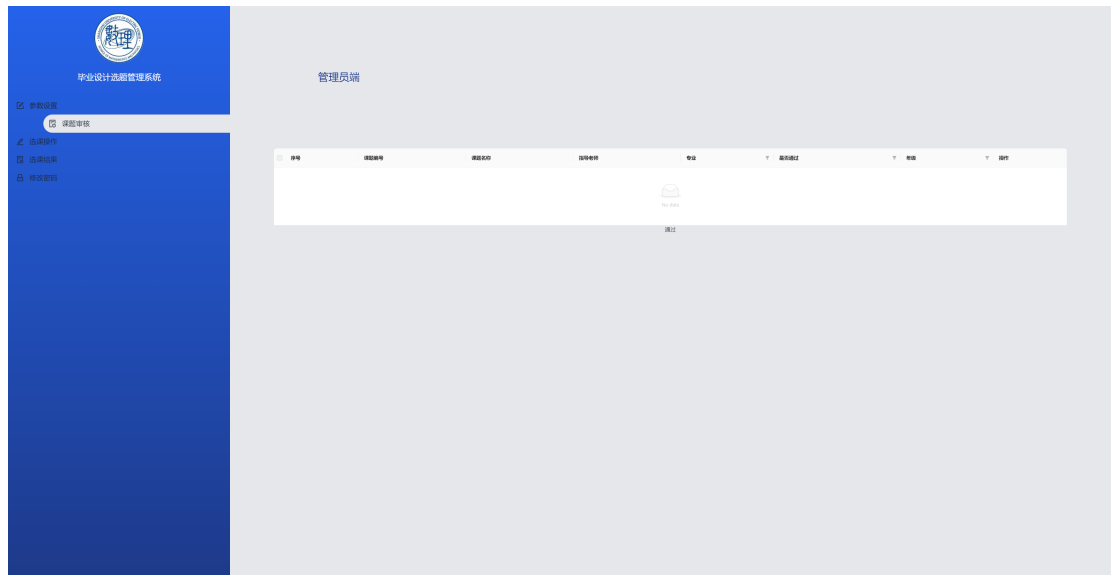 毕业设计选题管理系统
管理员端
参数设置
课题审核
选课操作
选课结果
修改密码
序号 课题编号 课题名称 指导老师 专业 是否通过 年级 操作
No data
通过